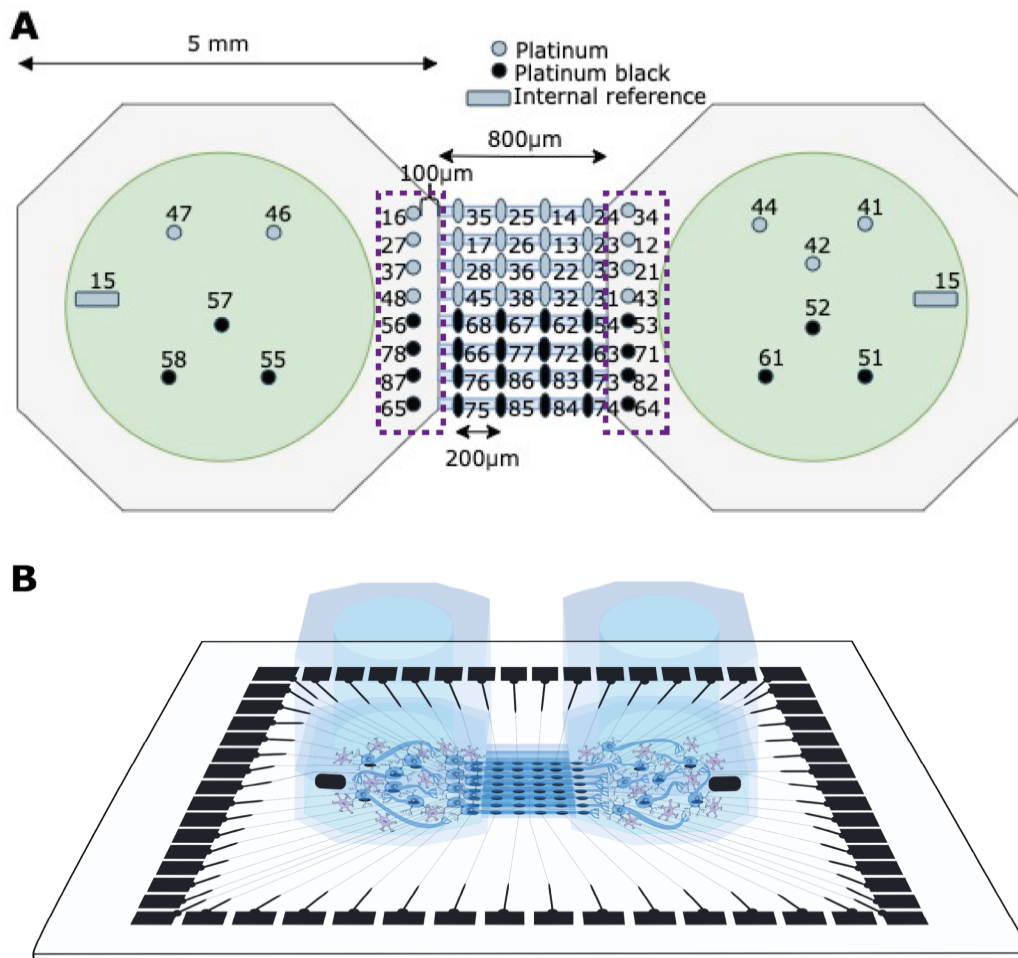 A
5 mm
Platinum
Platinum black
Internal reference
800µm
100µm
47 46
15
57
58 55
16 35 25 14 24 34
27 17 26 13 23 12
37 28 36 22 33 21
48 45 38 32 31 43
56 68 67 62 54 53
78 66 77 72 63 71
87 76 86 83 73 82
65 75 85 84 74 64
200µm
44 41
42
15
52
61 51
B